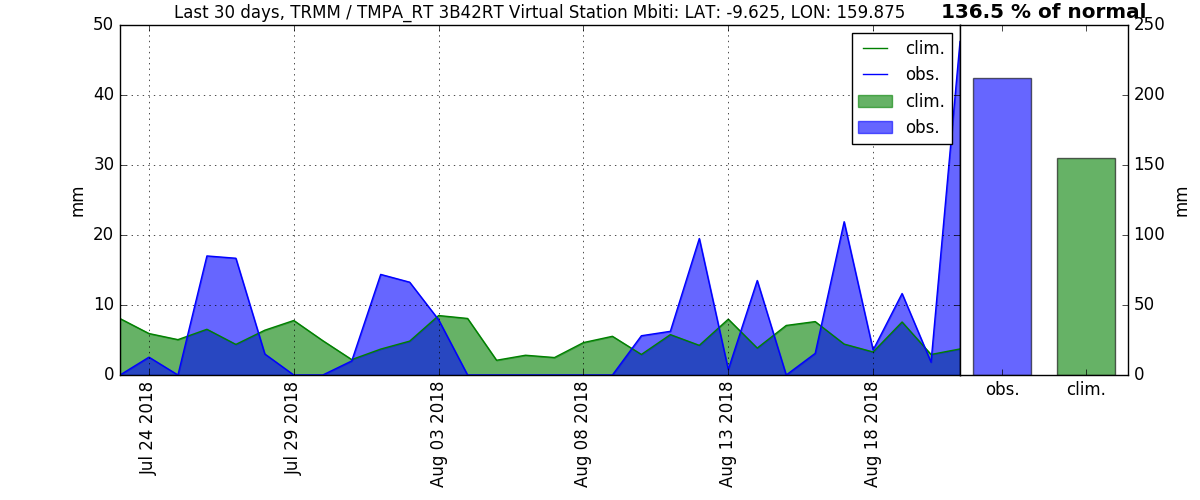 Last 30 days, TRMM / TMPA_RT 3B42RT Virtual Station Mbiti: LAT: -9.625, LON: 159.875
136.5 % of normal
50
40
30
20
10
0
mm
clim.
obs.
clim.
obs.
250
200
150
100
50
0
mm
Jul 24 2018
Jul 29 2018
Aug 03 2018
Aug 08 2018
Aug 13 2018
Aug 18 2018
obs.
clim.